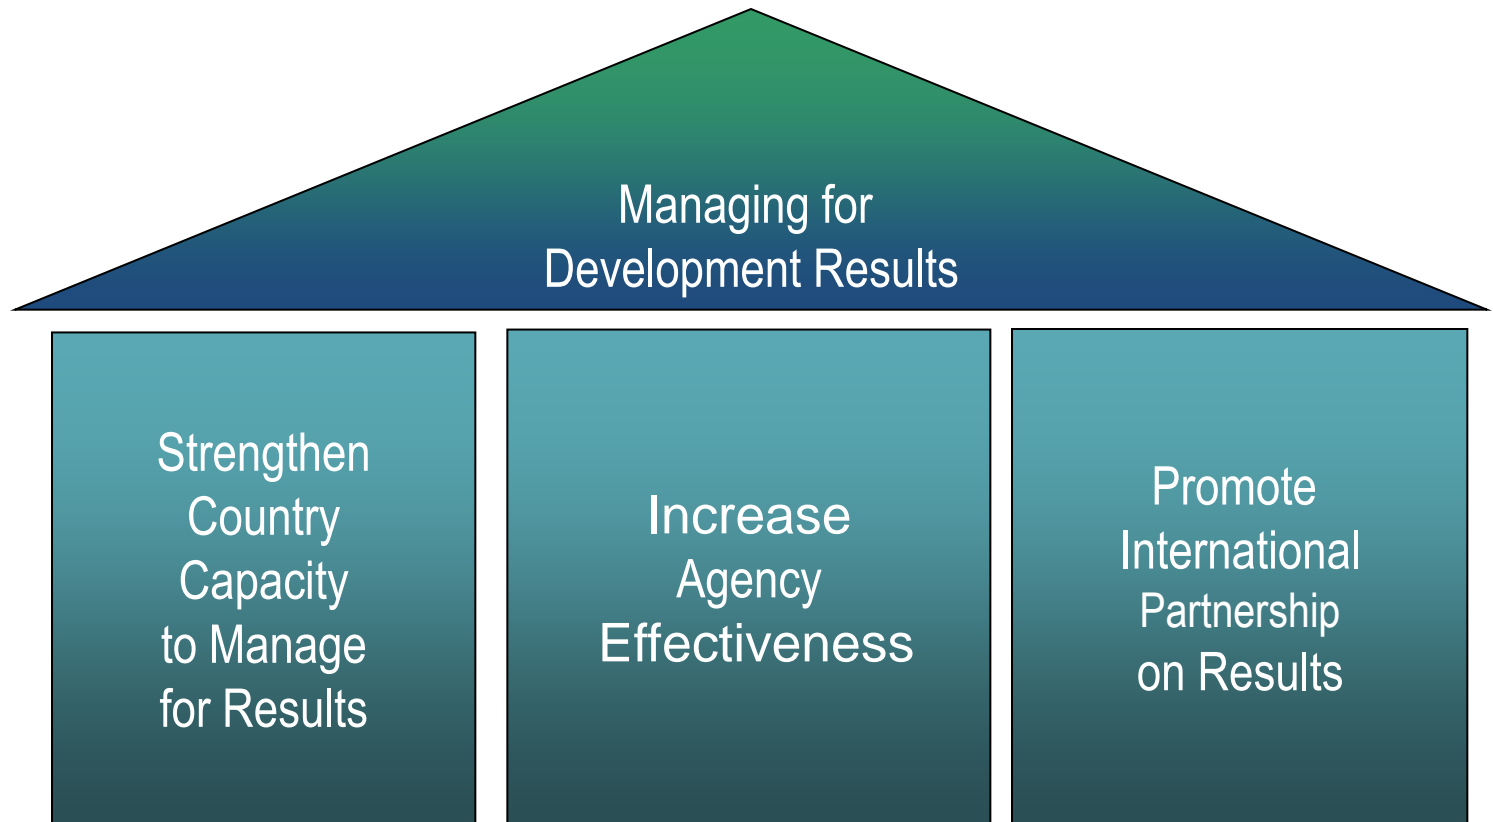 Managing for
Development Results
Strengthen
Country
Capacity
to Manage
for Results
Increase
Agency
Effectiveness
Promote
International
Partnership
on Results